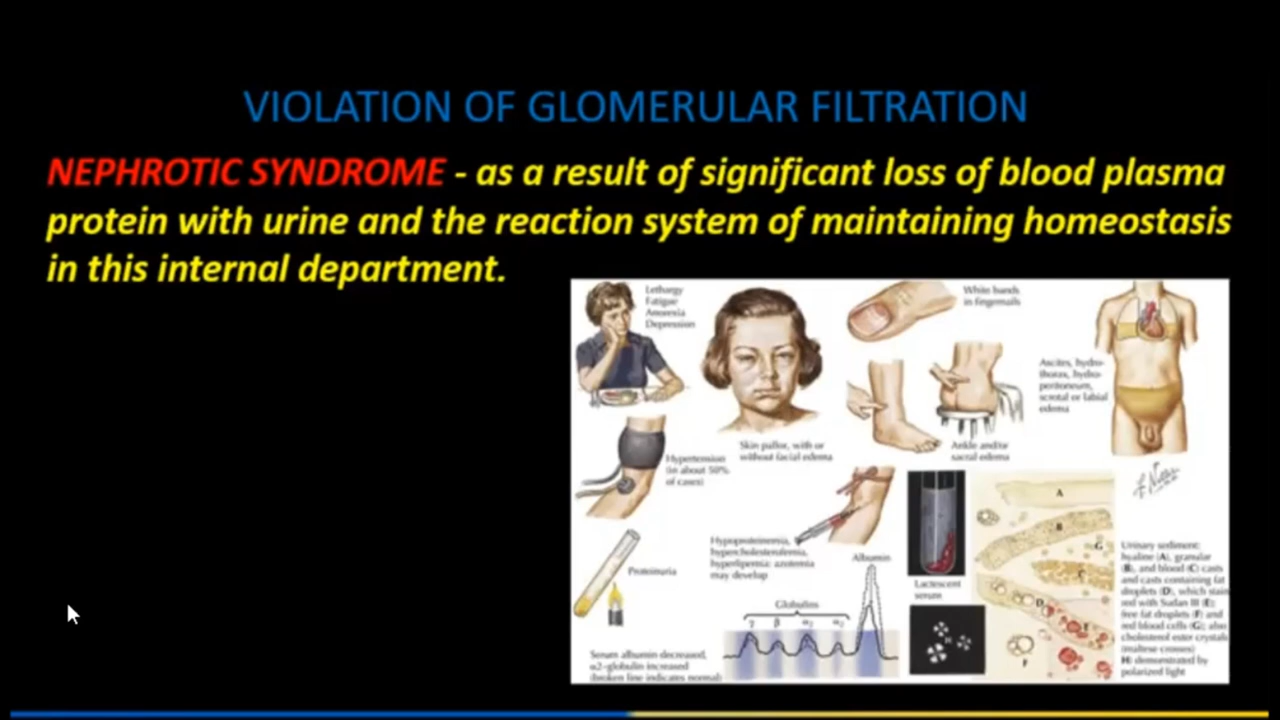 VIOLATION OF GLOMERULAR FILTRATION
NEPHROTIC SYNDROME - as a result of significant loss of blood plasma
protein with urine and the reaction system of maintaining homeostasis
in this internal department.
Lethargy
Fatigue
Anorexia
Depression
White bands
in fingernails
Ascites, hydro-
thorax, hydro-
peritoneum,
scrotal or labial
edema
Skin pallor, with or
without facial edema
Ankle and/or
sacral edema
Hypertension
(in about 50%
of cases)
Hypoproteinemia,
hypercholesterolemia,
hyperlipemia: azotemia
may develop
Proteinuria
Albumin
Globulins
γ β α2 α2
Serum albumin decreased,
α2-globulin increased
(broken line indicates normal)
Lactescent
serum
H
A
B
G
C
D
E
F
Urinary sediment:
hyaline (A), granular
(B), and blood (C) casts
and casts containing fat
droplets (D), which stain
red with Sudan III (E);
free fat droplets (F) and
red blood cells (G); also
cholesterol ester crystals
(maltese crosses)
H) demonstrated by
polarized light